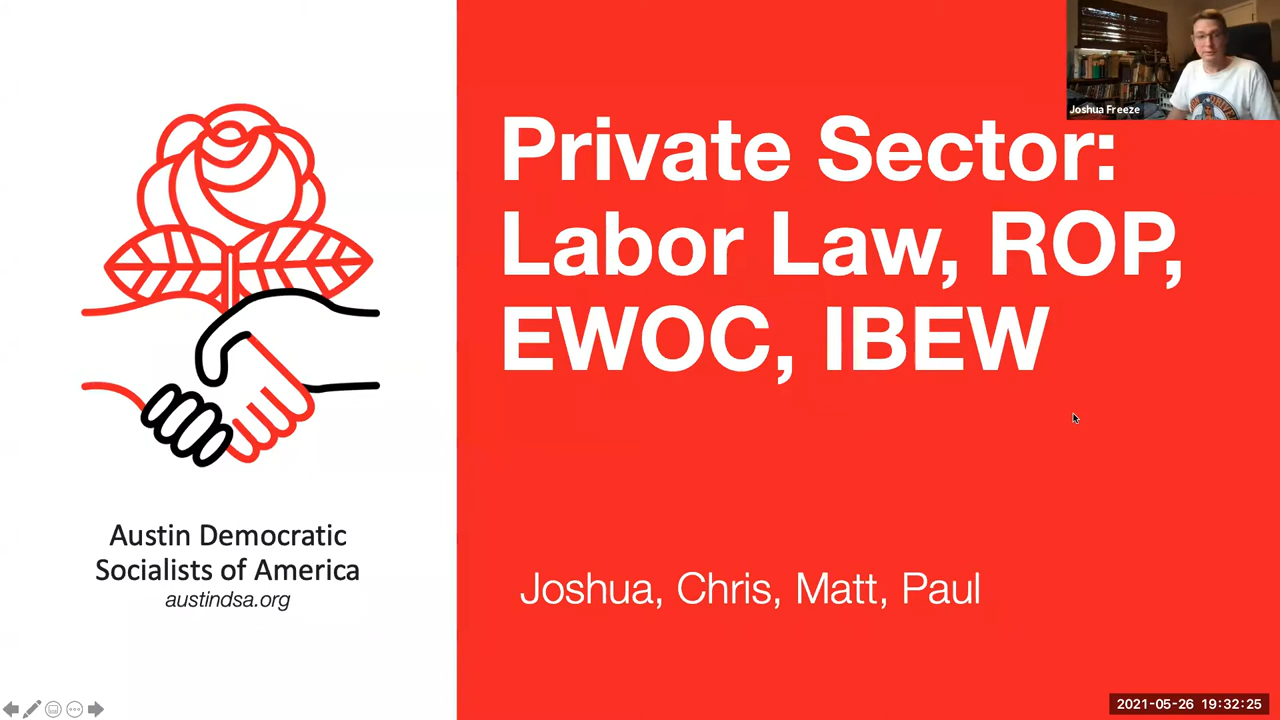 Joshua Freeze
Private Sector:
Labor Law, ROP,
EWOC, IBEW
Joshua, Chris, Matt, Paul
Austin Democratic
Socialists of America
austindsa.org
2021-05-26 19:32:25